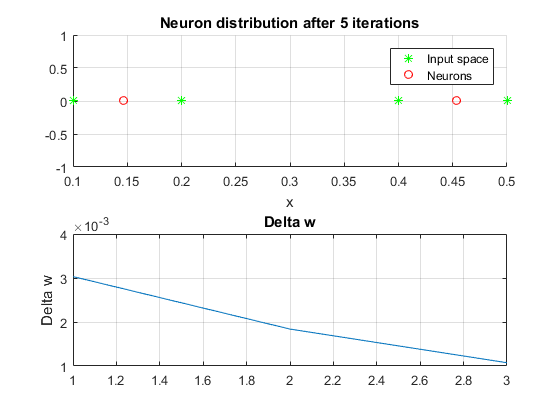 Neuron distribution after 5 iterations
1
0.5
0
-0.5
-1
Input space
Neurons
0.1 0.15 0.2 0.25 0.3 0.35 0.4 0.45 0.5
x
Delta w
×10-3
4
3
2
1
Delta w
1 1.2 1.4 1.6 1.8 2 2.2 2.4 2.6 2.8 3